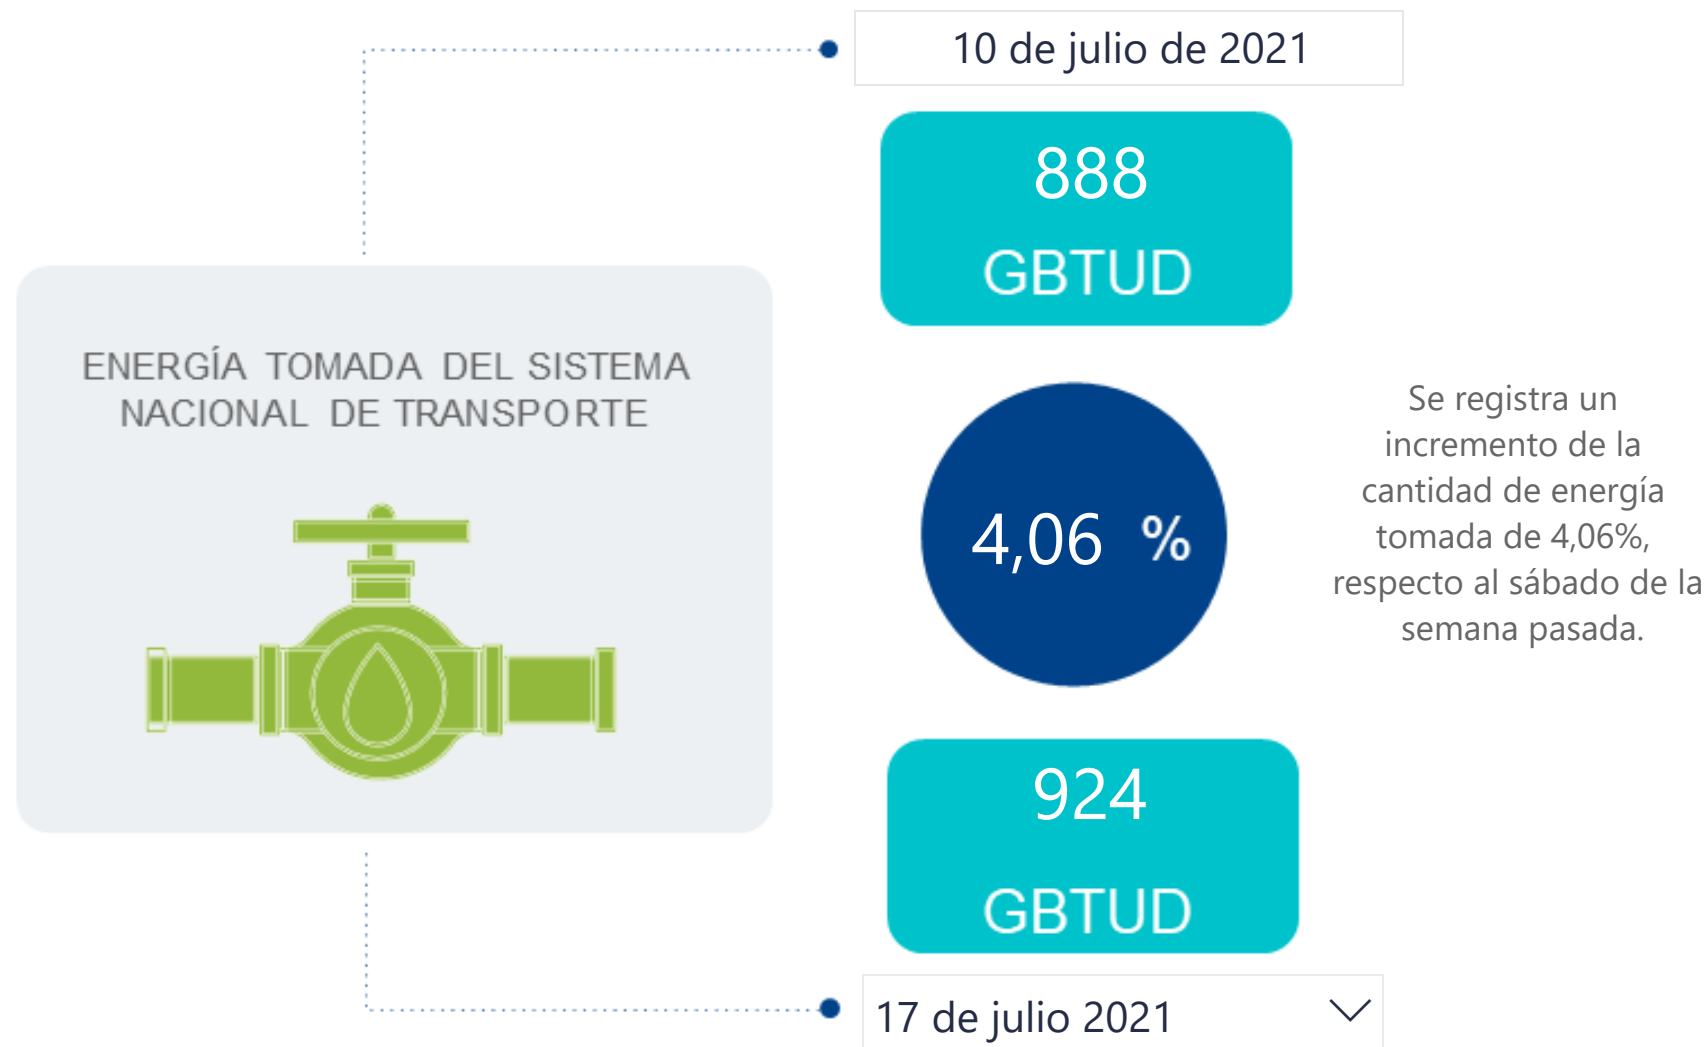 10 de julio de 2021
888
GBTUD
ENERGÍA TOMADA DEL SISTEMA
NACIONAL DE TRANSPORTE
4,06 %
Se registra un
incremento de la
cantidad de energía
tomada de 4,06%,
respecto al sábado de la
semana pasada.
924
GBTUD
17 de julio 2021